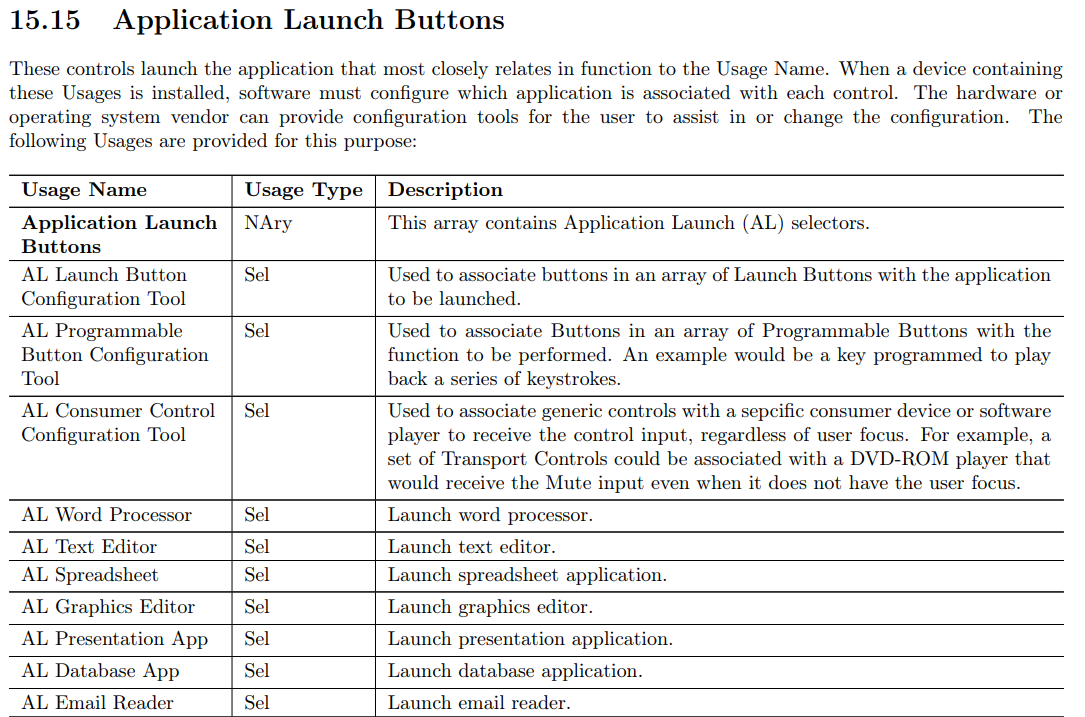 15.15 Application Launch Buttons
These controls launch the application that most closely relates in function to the Usage Name. When a device containing
these Usages is installed, software must configure which application is associated with each control. The hardware or
operating system vendor can provide configuration tools for the user to assist in or change the configuration. The
following Usages are provided for this purpose:
Usage Name Usage Type Description
Application Launch NAry This array contains Application Launch (AL) selectors.
Buttons
AL Launch Button Sel Used to associate buttons in an array of Launch Buttons with the application
Configuration Tool to be launched.
AL Programmable Sel Used to associate Buttons in an array of Programmable Buttons with the
Button Configuration function to be performed. An example would be a key programmed to play
Tool back a series of keystrokes.
AL Consumer Control Sel Used to associate generic controls with a sepcific consumer device or software
Configuration Tool player to receive the control input, regardless of user focus. For example, a
set of Transport Controls could be associated with a DVD-ROM player that
would receive the Mute input even when it does not have the user focus.
AL Word Processor Sel Launch word processor.
AL Text Editor Sel Launch text editor.
AL Spreadsheet Sel Launch spreadsheet application.
AL Graphics Editor Sel Launch graphics editor.
AL Presentation App Sel Launch presentation application.
AL Database App Sel Launch database application.
AL Email Reader Sel Launch email reader.